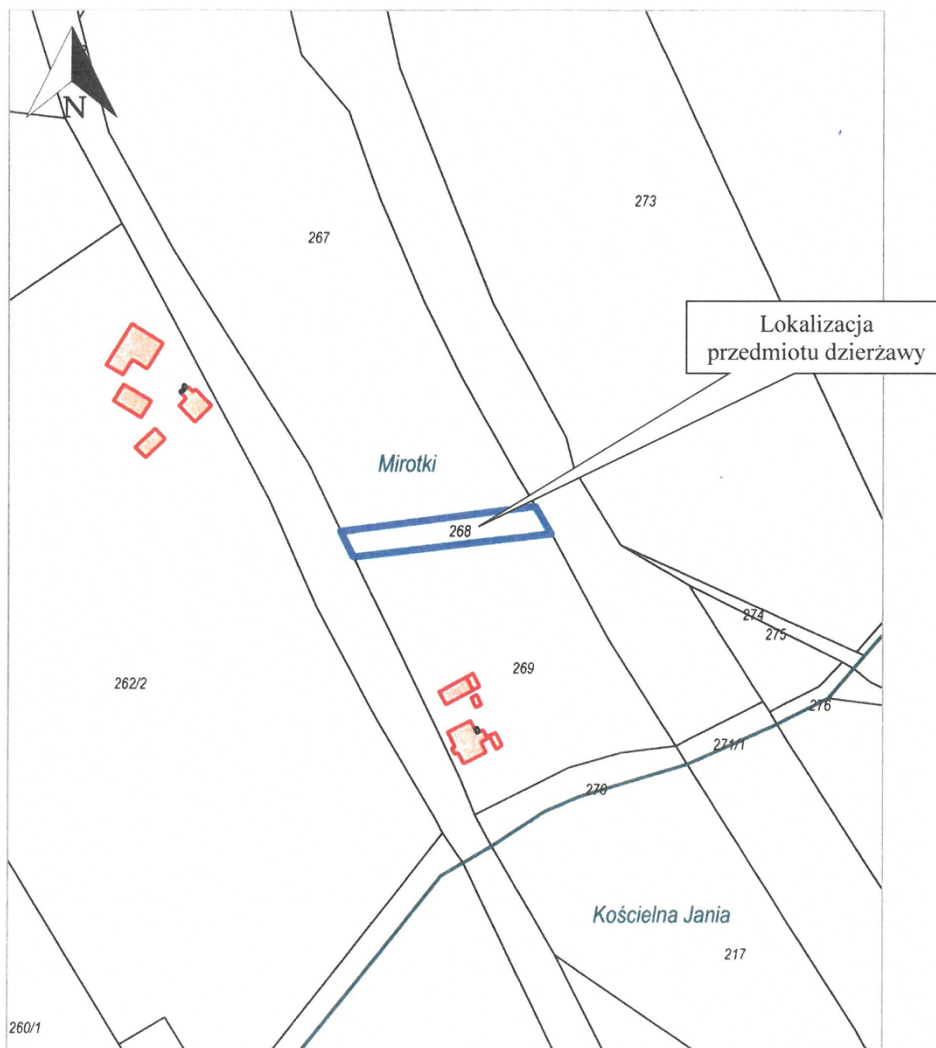 N
273
267
Lokalizacja
przedmiotu dzierżawy
Mirotki
268
274
275
262/2
269
276
271/1
270
Kościelna Jania
217
260/1